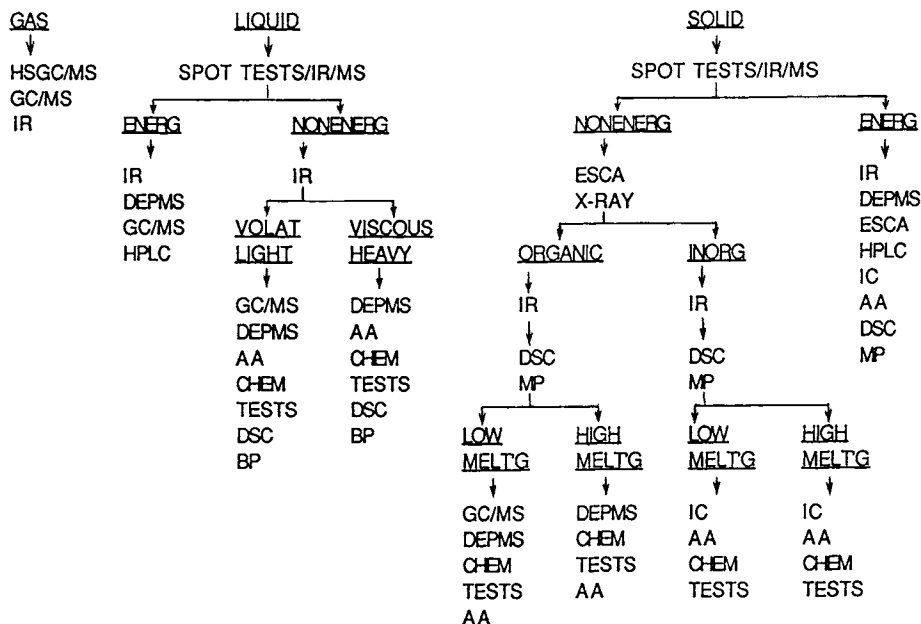 GAS
HSGC/MS
GC/MS
IR
LIQUID
SPOT TESTS/IR/MS
ENERG
IR
DEPMS
GC/MS
HPLC
NONENERG
IR
VOLAT
LIGHT
GC/MS
DEPMS
AA
CHEM
TESTS
DSC
BP
VISCOUS
HEAVY
DEPMS
AA
CHEM
TESTS
DSC
BP
SOLID
SPOT TESTS/IR/MS
NONENERG
ESCA
X-RAY
ORGANIC
IR
DSC
MP
LOW
MELT'G
GC/MS
DEPMS
CHEM
TESTS
AA
HIGH
MELT'G
DEPMS
CHEM
TESTS
AA
INORG
IR
DSC
MP
LOW
MELT'G
IC
AA
CHEM
TESTS
HIGH
MELT'G
IC
AA
CHEM
TESTS
ENERG
IR
DEPMS
ESCA
HPLC
IC
AA
DSC
MP